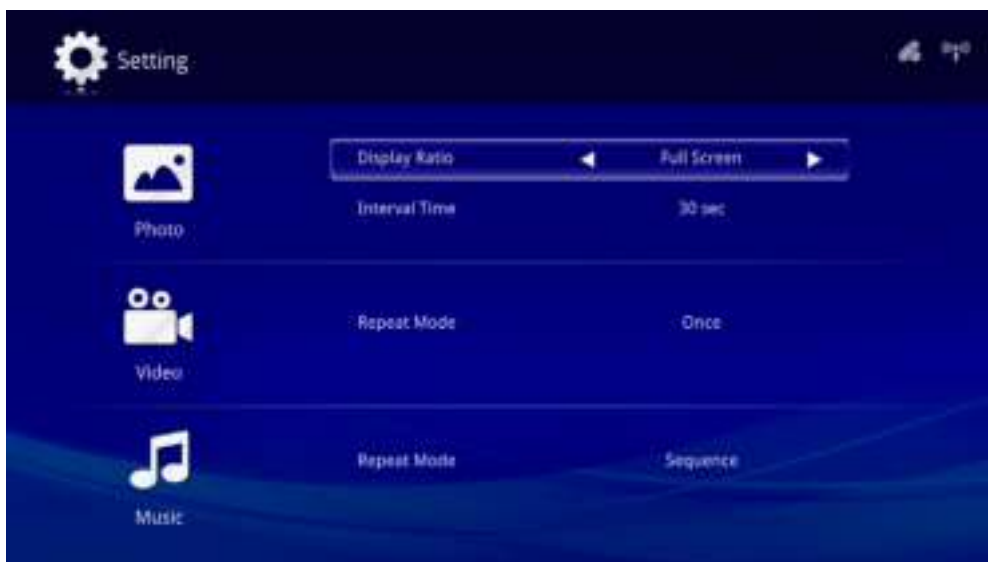 Setting
Display Ratio Full Screen
Interval Time 30 sec
Photo
Repeat Mode Once
Video
Repeat Mode Sequence
Music